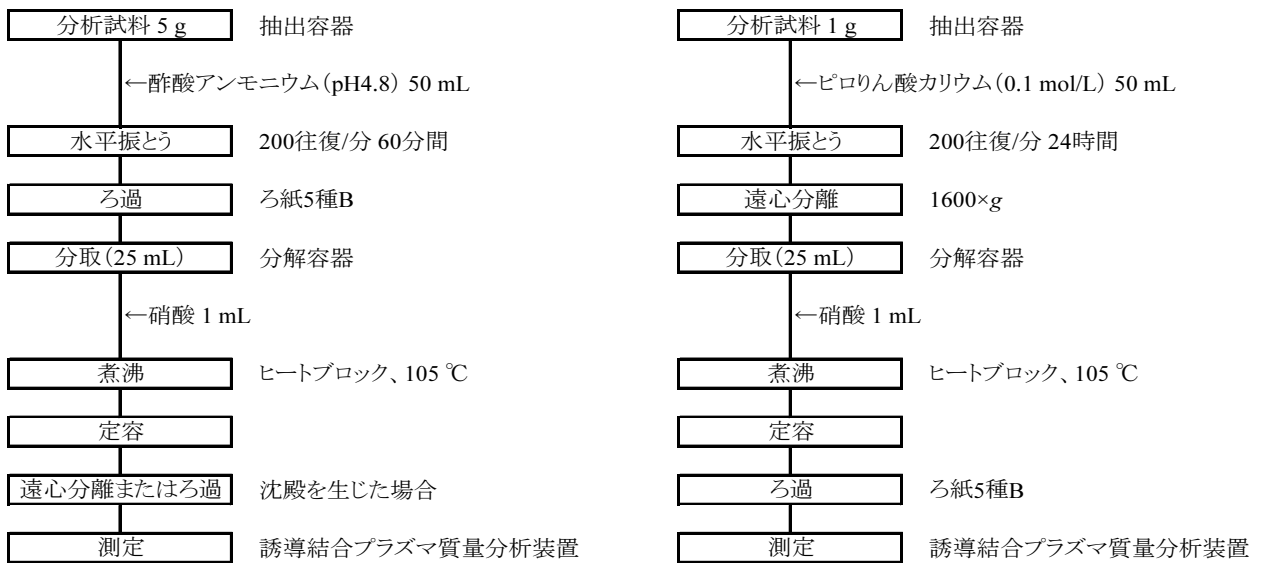 分析試料 5 g 抽出容器
←酢酸アンモニウム（pH4.8） 50 mL
水平振とう 200往復/分 60分間
ろ過 ろ紙5種B
分取（25 mL） 分解容器
←硝酸 1 mL
煮沸 ヒートブロック、105 ℃
定容
遠心分離またはろ過 沈殿を生じた場合
測定 誘導結合プラズマ質量分析装置
分析試料 1 g 抽出容器
←ピロりん酸カリウム（0.1 mol/L） 50 mL
水平振とう 200往復/分 24時間
遠心分離 1600×g
分取（25 mL） 分解容器
←硝酸 1 mL
煮沸 ヒートブロック、105 ℃
定容
ろ過 ろ紙5種B
測定 誘導結合プラズマ質量分析装置